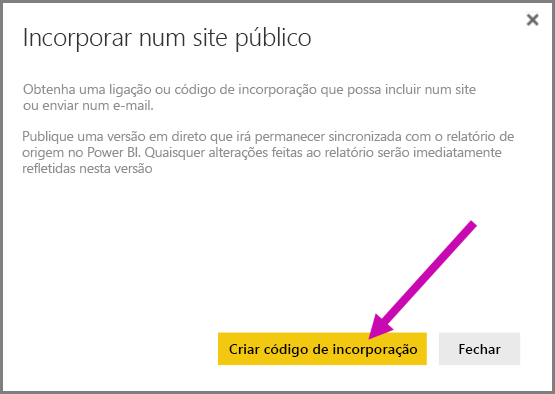 Incorporar num site público
Obtenha uma ligação ou código de incorporação que possa incluir num site
ou enviar num e-mail.
Publique uma versão em direto que irá permanecer sincronizada com o relatório de
origem no Power BI. Quaisquer alterações feitas ao relatório serão imediatamente
refletidas nesta versão
Criar código de incorporação
Fechar